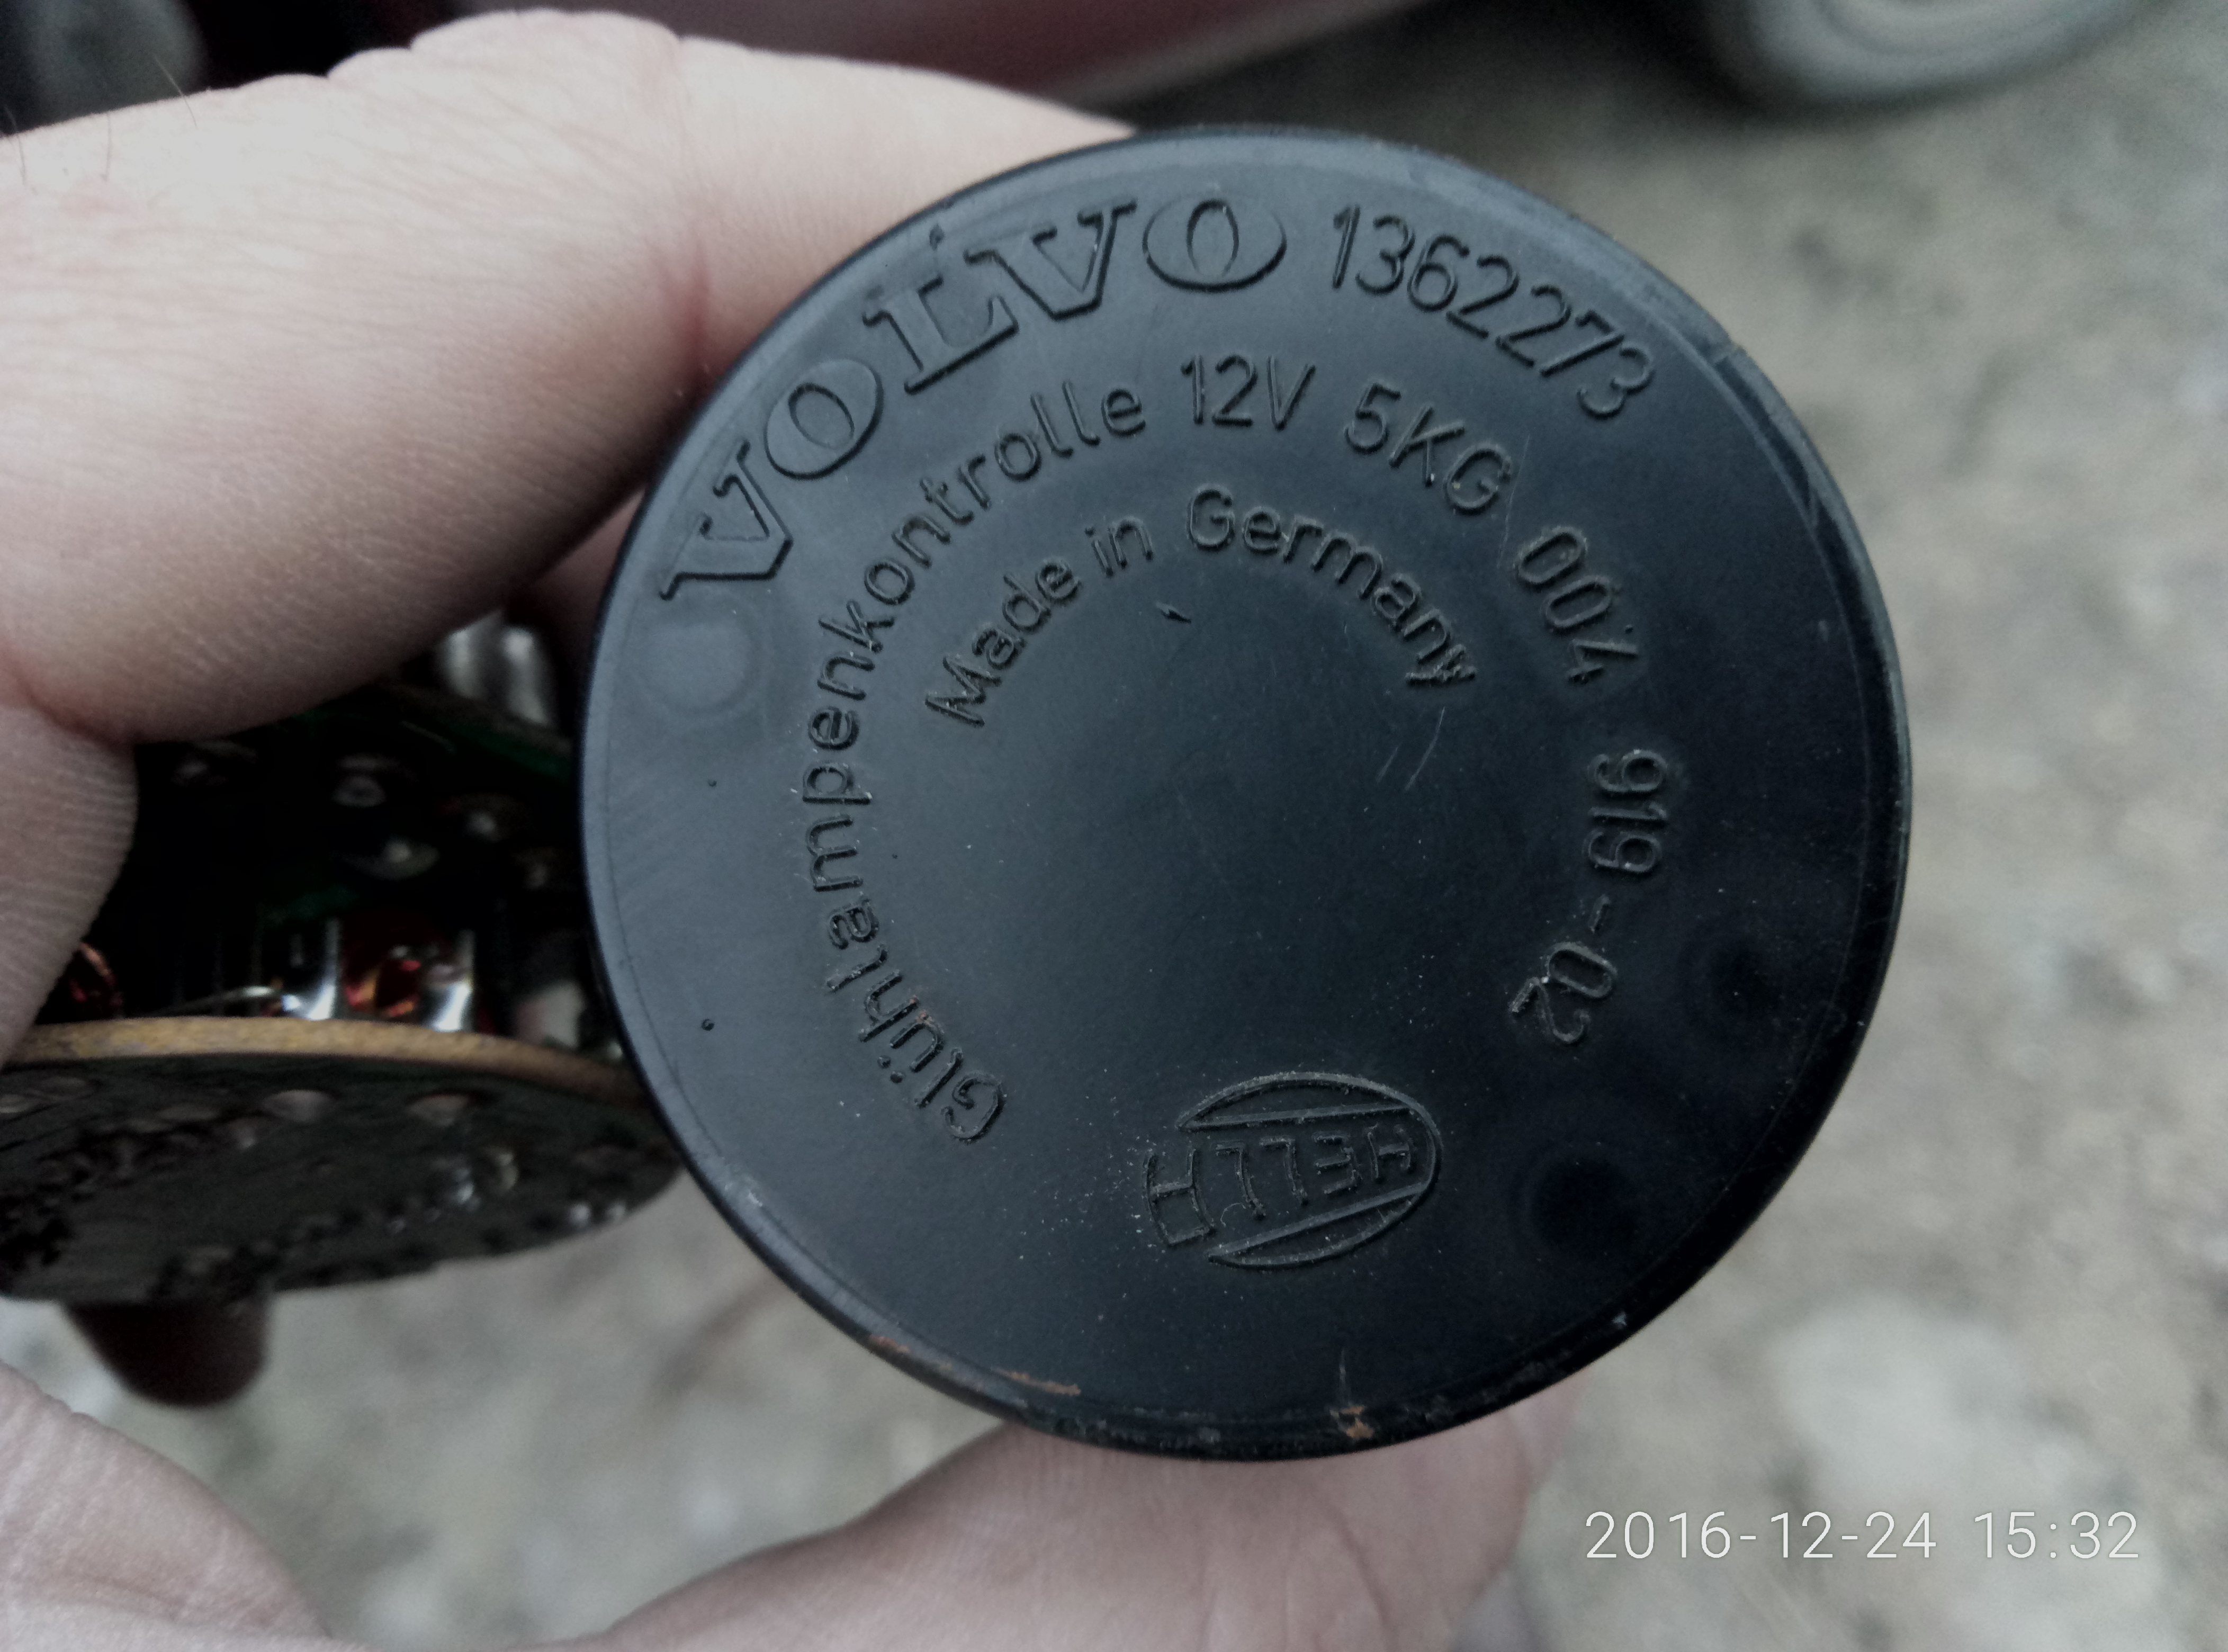 VOLVO 1362273
Glühlampenkontrolle 12V 5KG 004 919-02
Made in Germany
HELLA
2016-12-24 15:32